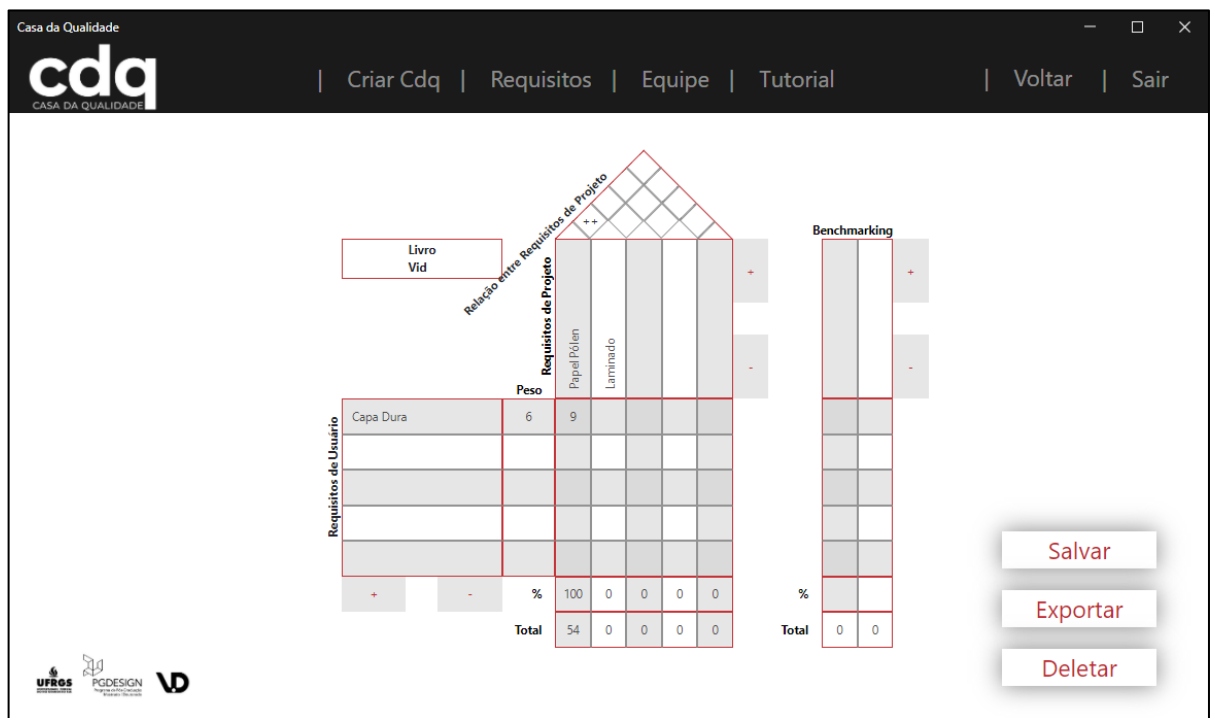 Casa da Qualidade
cdq
CASA DA QUALIDADE
| Criar Cdq | Requisitos | Equipe | Tutorial | Voltar | Sair
Relação entre Requisitos de Projeto
++
Benchmarking
Livro
Vid
Requisitos de Projeto
+
+
Papel Pólen
Laminado
-
-
Peso
Requisitos de Usuário
Capa Dura 6 9
+ - % 100 0 0 0 0 %
Total 54 0 0 0 0 Total 0 0
Salvar
Exportar
Deletar
UFRGS
PGDESIGN
VD